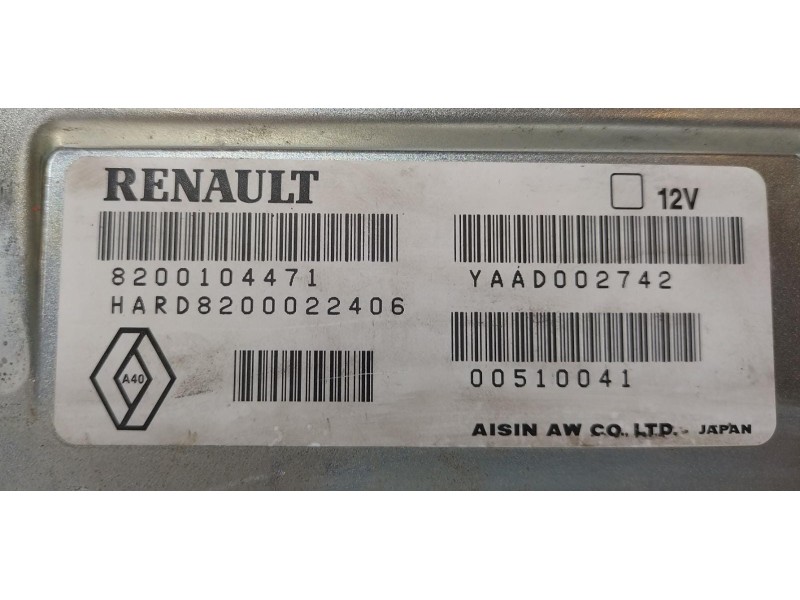 RENAULT
12V
8200104471
YAAD002742
HARD8200022406
A40
00510041
AISIN AW CO., LTD. - JAPAN